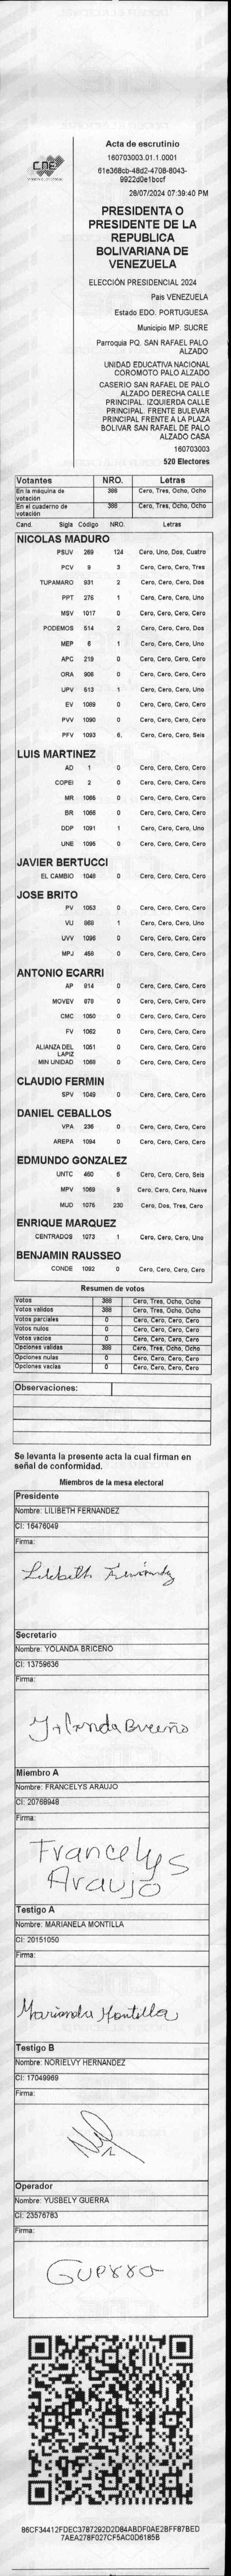 CNE
Acta de escrutinio
160703003.01.1.0001
61e368cb-48d2-4708-8043-
9922d0e1bccf
28/07/2024 07:39:40 PM
PRESIDENTA O
PRESIDENTE DE LA
REPUBLICA
BOLIVARIANA DE
VENEZUELA
ELECCIÓN PRESIDENCIAL 2024
Pais VENEZUELA
Estado EDO. PORTUGUESA
Municipio MP. SUCRE
Parroquia PQ. SAN RAFAEL PALO
ALZADO
UNIDAD EDUCATIVA NACIONAL
COROMOTO PALO ALZADO
CASERIO SAN RAFAEL DE PALO
ALZADO DERECHA CALLE
PRINCIPAL. IZQUIERDA CALLE
PRINCIPAL. FRENTE BULEVAR
PRINCIPAL FRENTE A LA PLAZA
BOLIVAR SAN RAFAEL DE PALO
ALZADO CASA
160703003
520 Electores
Votantes NRO. Letras
En la máquina de
votación 388 Cero, Tres, Ocho, Ocho
En el cuaderno de
votación 388 Cero, Tres, Ocho, Ocho
Cand. Sigla Código NRO. Letras
NICOLAS MADURO
PSUV 269 124 Cero, Uno, Dos, Cuatro
PCV 9 3 Cero, Cero, Cero, Tres
TUPAMARO 931 2 Cero, Cero, Cero, Dos
PPT 276 1 Cero, Cero, Cero, Uno
MSV 1017 0 Cero, Cero, Cero, Cero
PODEMOS 514 2 Cero, Cero, Cero, Dos
MEP 6 1 Cero, Cero, Cero, Uno
APC 219 0 Cero, Cero, Cero, Cero
ORA 908 0 Cero, Cero, Cero, Cero
UPV 613 1 Cero, Cero, Cero, Uno
EV 1089 0 Cero, Cero, Cero, Cero
PVV 1090 0 Cero, Cero, Cero, Cero
PFV 1093 6. Cero, Cero, Cero, Seis
LUIS MARTINEZ
AD 1 0 Cero, Cero, Cero, Cero
COPEI 2 0 Cero, Cero, Cero, Cero
MR 1065 0 Cero, Cero, Cero, Cero
BR 1066 0 Cero, Cero, Cero, Cero
DDP 1091 1 Cero, Cero, Cero, Uno
UNE 1095 0 Cero, Cero, Cero, Cero
JAVIER BERTUCCI
EL CAMBIO 1048 0 Cero, Cero, Cero, Cero
JOSE BRITO
PV 1053 0 Cero, Cero, Cero, Cero
VU 868 1 Cero, Cero, Cero, Uno
UVV 1096 0 Cero, Cero, Cero, Cero
MPJ 458 0 Cero, Cero, Cero, Cero
ANTONIO ECARRI
AP 914 0 Cero, Cero, Cero, Cero
MOVEV 979 0 Cero, Cero, Cero, Cero
CMC 1050 0 Cero, Cero, Cero, Cero
FV 1062 0 Cero, Cero, Cero, Cero
ALIANZA DEL
LAPIZ 1051 0 Cero, Cero, Cero, Cero
MIN UNIDAD 1068 0 Cero, Cero, Cero, Cero
CLAUDIO FERMIN
SPV 1049 0 Cero, Cero, Cero, Cero
DANIEL CEBALLOS
VPA 236 0 Cero, Cero, Cero, Cero
AREPA 1094 0 Cero, Cero, Cero, Cero
EDMUNDO GONZALEZ
UNTC 460 6 Cero, Cero, Cero, Seis
MPV 1069 9 Cero, Cero, Cero, Nueve
MUD 1075 230 Cero, Dos, Tres, Cero
ENRIQUE MARQUEZ
CENTRADOS 1073 1 Cero, Cero, Cero, Uno
BENJAMIN RAUSSEO
CONDE 1092 0 Cero, Cero, Cero, Cero
Resumen de votos
Votos 388 Cero, Tres, Ocho, Ocho
Votos validos 388 Cero, Tres, Ocho, Ocho
Votos parciales 0 Cero, Cero, Cero, Cero
Votos nulos 0 Cero, Cero, Cero, Cero
Votos vacios 0 Cero, Cero, Cero, Cero
Opciones validas 388 Cero, Tres, Ocho, Ocho
Opciones nulas 0 Cero, Cero, Cero, Cero
Opciones vacias 0 Cero, Cero, Cero, Cero
Observaciones:
Se levanta la presente acta la cual firman en
señal de conformidad.
Miembros de la mesa electoral
Presidente
Nombre: LILIBETH FERNANDEZ
CI: 16476049
Firma:
Lilibeth Fernández
Secretario
Nombre: YOLANDA BRICEÑO
CI: 13759636
Firma:
Yolanda Briceño
Miembro A
Nombre: FRANCELYS ARAUJO
CI: 20768948
Firma:
Francelys
Araujo
Testigo A
Nombre: MARIANELA MONTILLA
CI: 20151050
Firma:
Marianela Montilla
Testigo B
Nombre: NORIELVY HERNANDEZ
CI: 17049969
Firma:
Operador
Nombre: YUSBELY GUERRA
CI: 23576783
Firma:
Guerra
86CF34412FDEC3787292D2D84ABDF0AE2BFF87BED
7AEA278F027CF5AC0D6185B